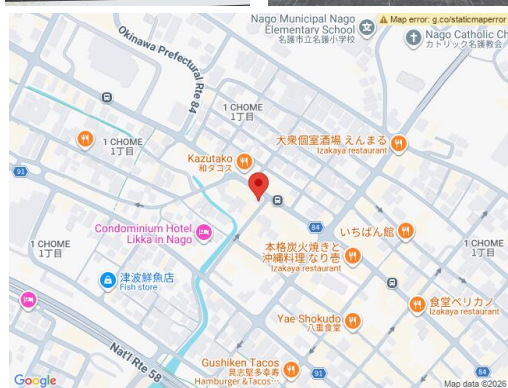 Nago Municipal Nago
Elementary School
名護市立名護小学校
Map error: g.co/staticmaperror
Nago Catholic Ch
カトリック名護教会
Okinawa Prefectural Rte 84
1 CHOME
1丁目
大衆個室酒場 えんまる
Izakaya restaurant
1 CHOME
1丁目
Kazutako
和タコス
91
Condominium Hotel
Likka in Nago
84
いちばん館
本格炭火焼きと
沖縄料理 なり壱
Izakaya restaurant
1 CHOME
1丁目
1 CHOME
1丁目
津波鮮魚店
Fish store
食堂ペリカノ
Izakaya restaurant
Yae Shokudo
八重食堂
Nat'l Rte 58
Gushiken Tacos
具志堅多幸寿
Hamburger &Tacos'...
91
84
Google
Map data ©2026